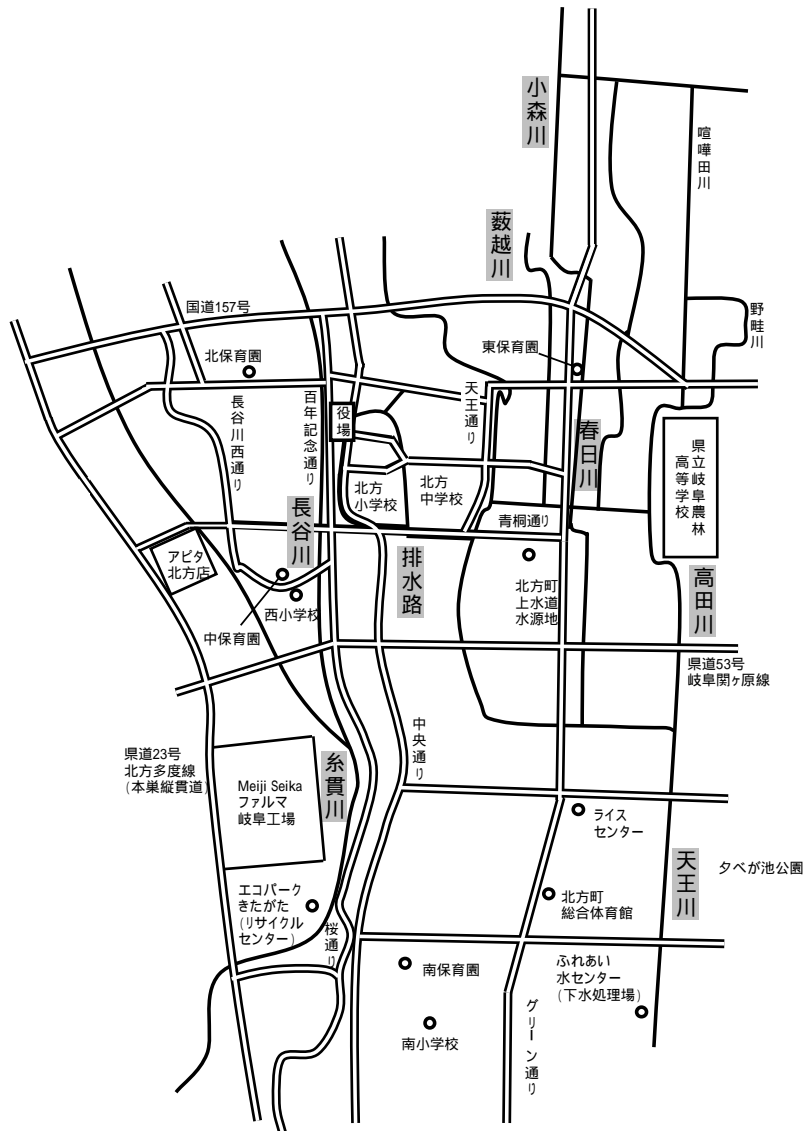 小森川
喧嘩田川
薮越川
国道157号
野畦川
北保育園
東保育園
百年記念通り
長谷川西通り
天王通り
役場
春日川
県立岐阜農林
高等学校
北方
小学校
北方
中学校
長谷川
青桐通り
アピタ
北方店
排水路
高田川
北方町
上水道
水源地
中保育園
西小学校
県道53号
岐阜関ヶ原線
中央通り
県道23号
北方多度線
(本巣縦貫道)
糸貫川
Meiji Seika
ファルマ
岐阜工場
ライス
センター
天王川
夕べが池公園
エコパーク
きたがた
(リサイクル
センター)
桜通り
北方町
総合体育館
南保育園
ふれあい
水センター
(下水処理場)
グリーン通り
南小学校